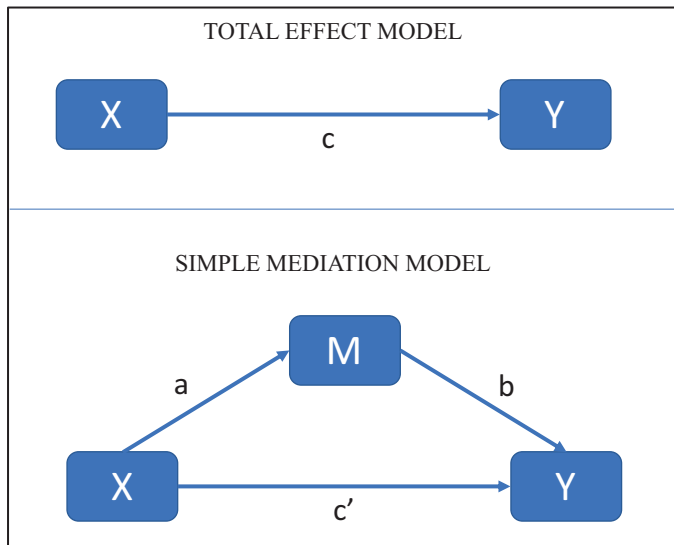 TOTAL EFFECT MODEL
X
Y
c
SIMPLE MEDIATION MODEL
M
a
b
X
Y
c’